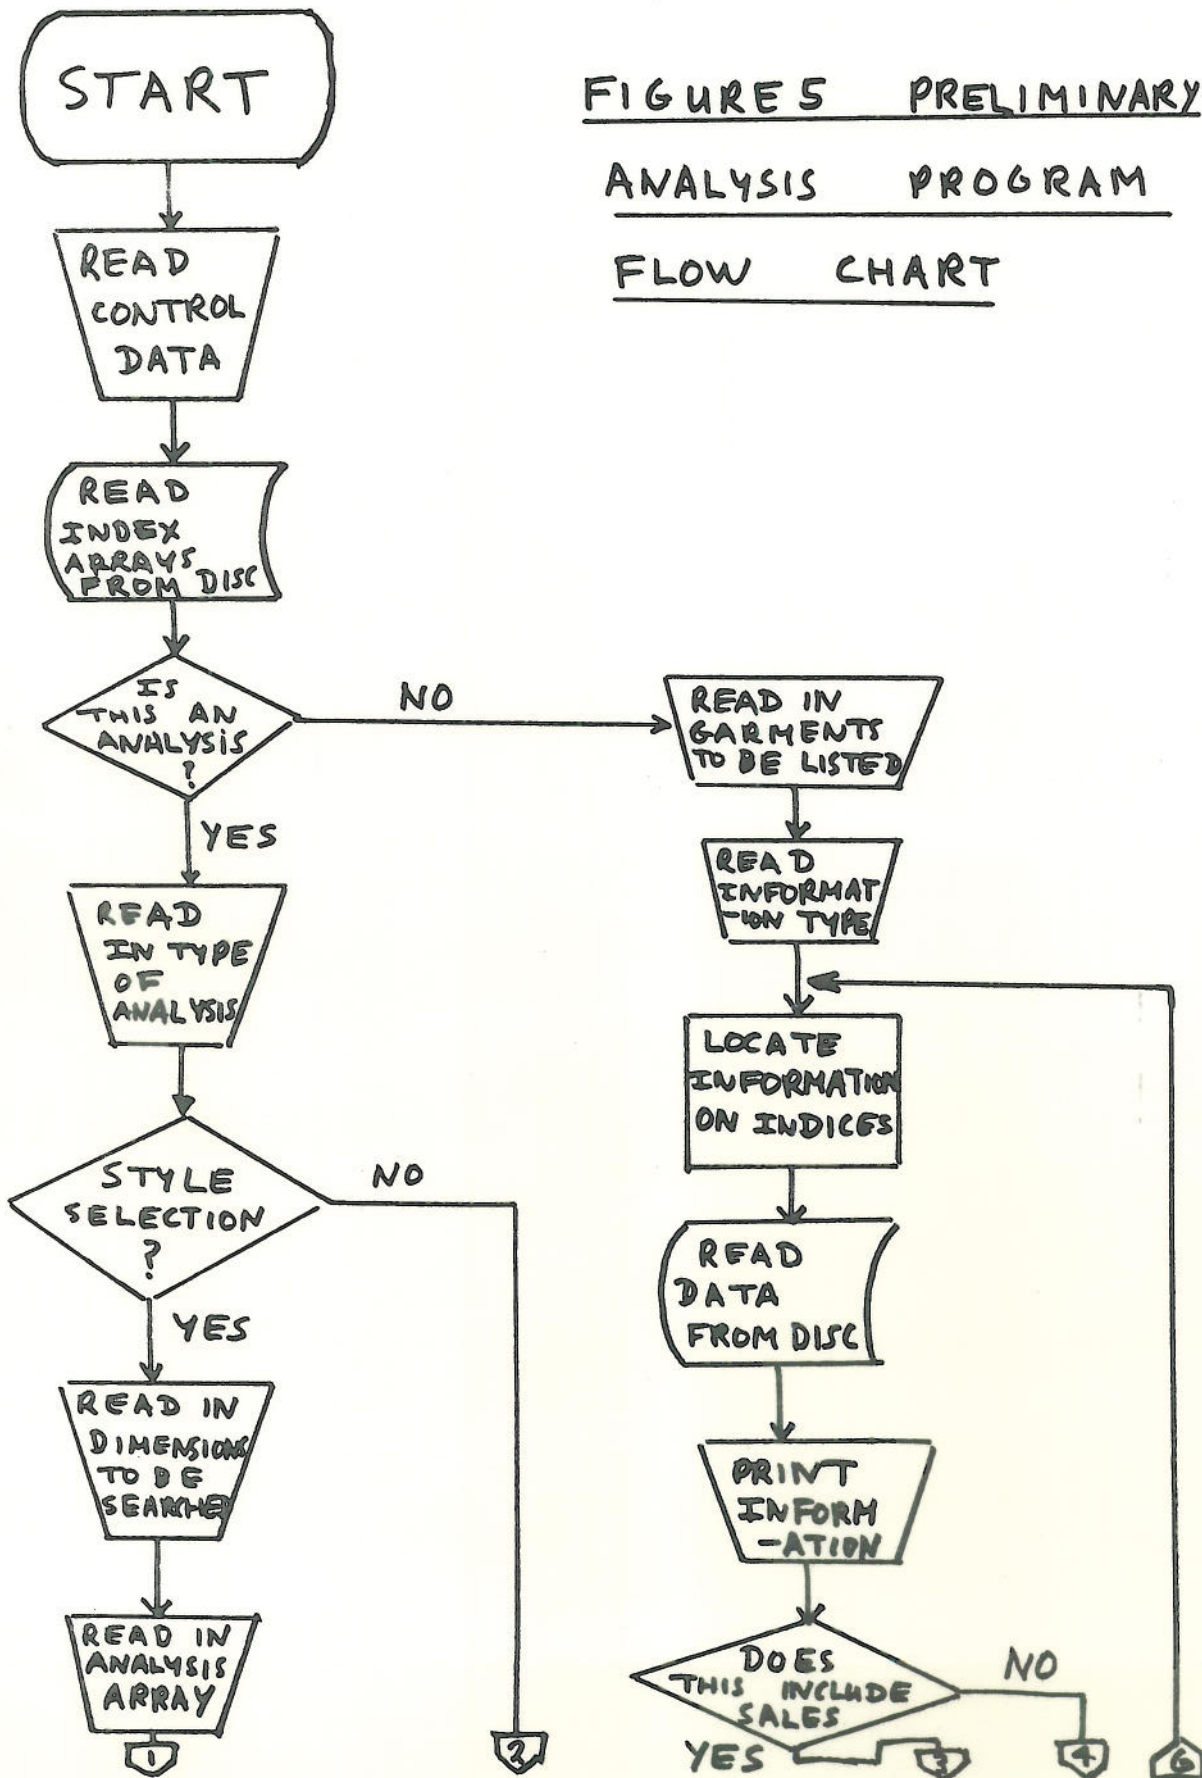 START
FIGURE 5 PRELIMINARY
ANALYSIS PROGRAM
FLOW CHART
READ
CONTROL
DATA
READ
INDEX
ARRAYS
FROM DISC
IS
THIS AN
ANALYSIS
?
NO
YES
READ
IN TYPE
OF
ANALYSIS
STYLE
SELECTION
?
NO
YES
READ IN
DIMENSIONS
TO BE
SEARCHED
READ IN
ANALYSIS
ARRAY
1
2
READ IN
GARMENTS
TO BE LISTED
READ
INFORMAT
-ION TYPE
LOCATE
INFORMATION
ON INDICES
READ
DATA
FROM DISC
PRINT
INFORM
-ATION
DOES
THIS INCLUDE
SALES
NO
YES
3
4
6